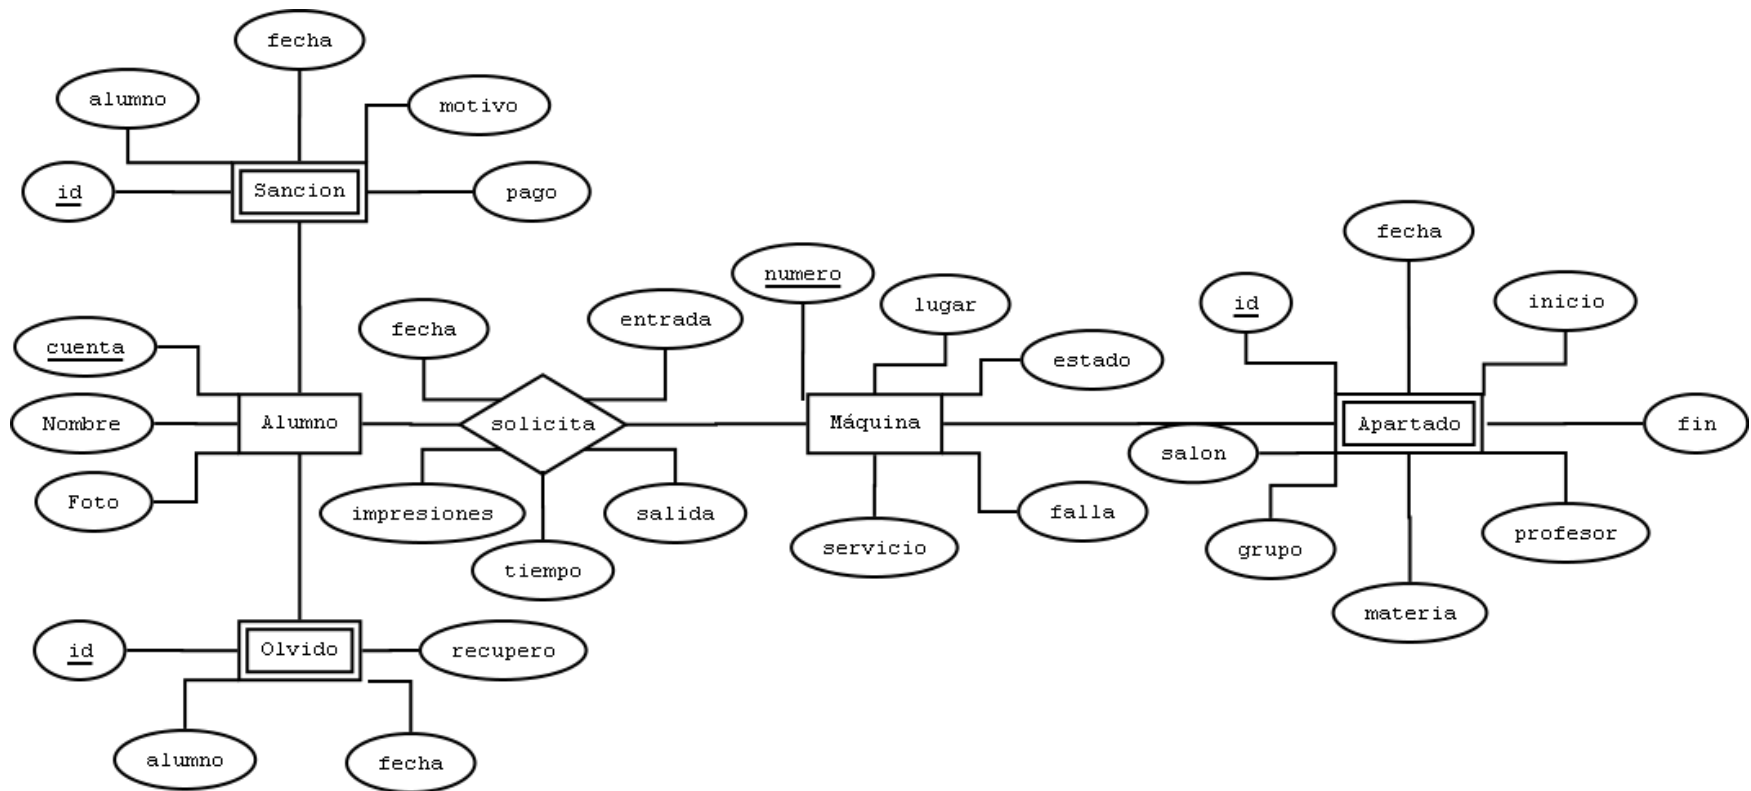 fecha
alumno
motivo
id
Sancion
pago
fecha
numero
lugar
id
inicio
fecha
entrada
cuenta
estado
Nombre
Alumno
solicita
Máquina
Apartado
fin
salon
Foto
impresiones
salida
falla
profesor
servicio
grupo
tiempo
materia
id
Olvido
recupero
alumno
fecha